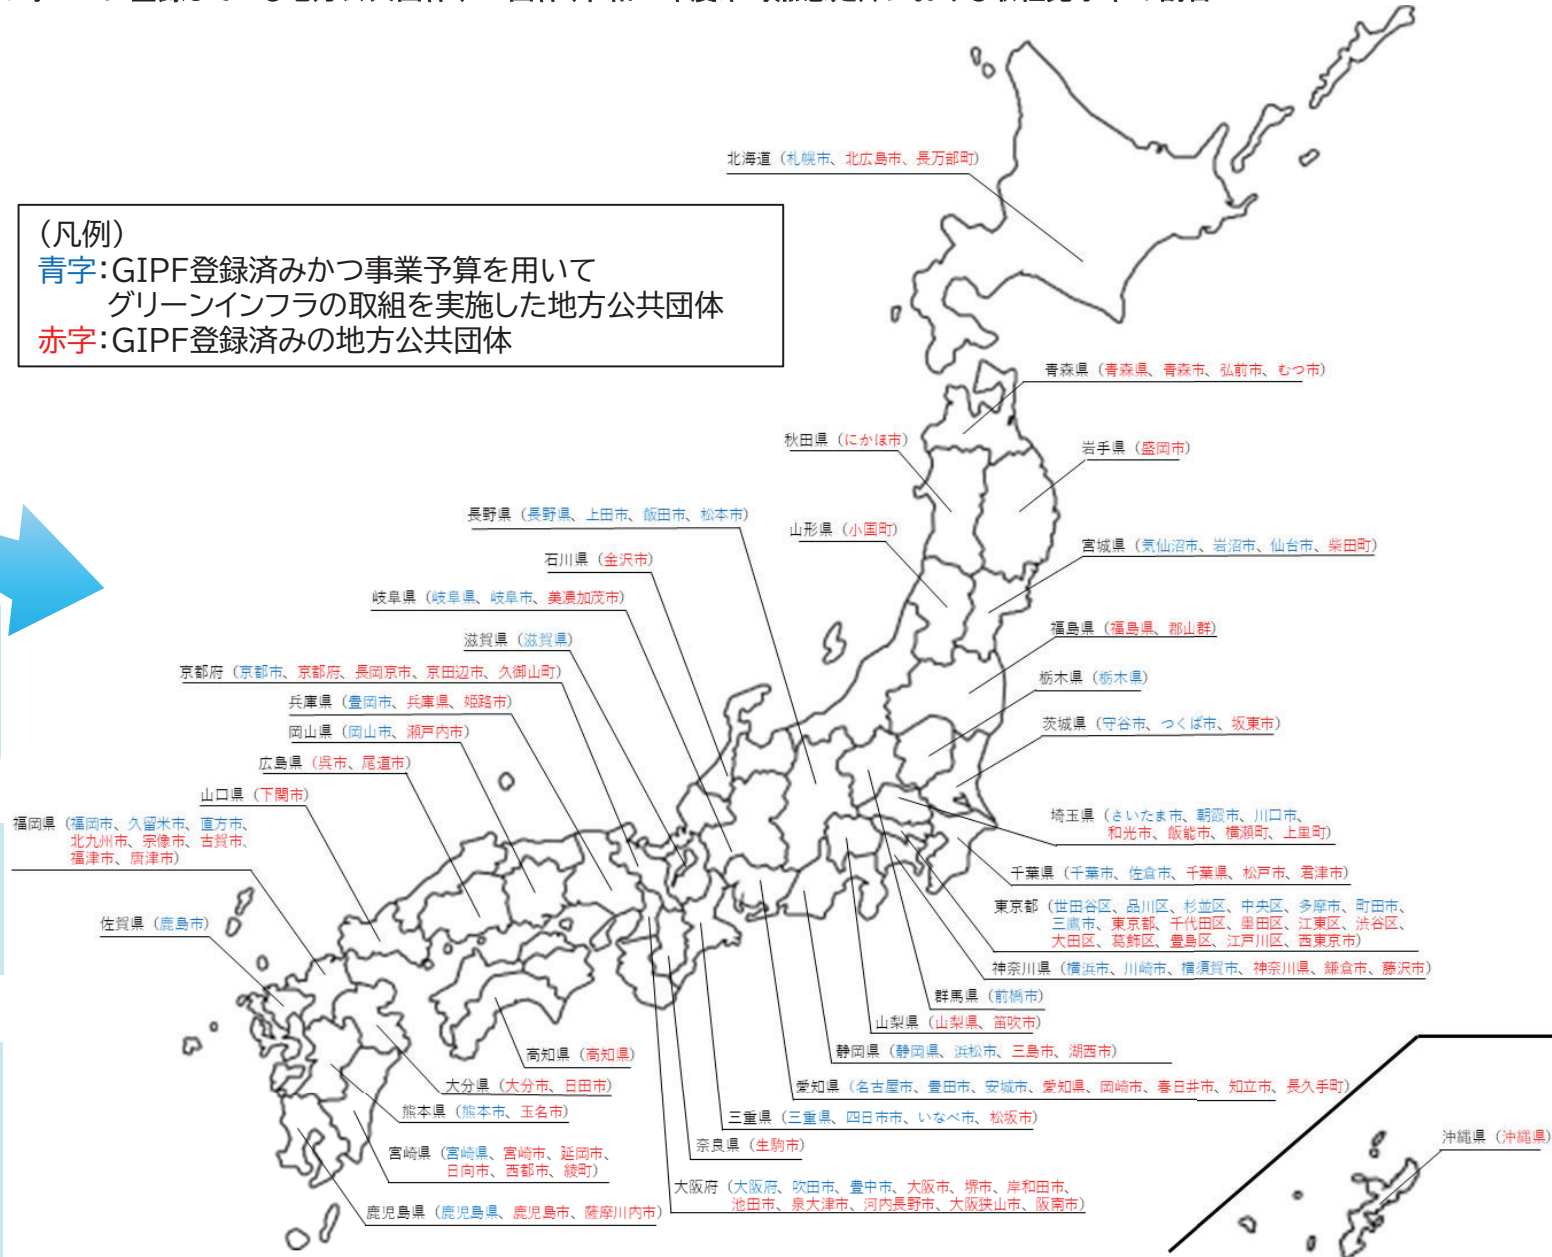 （凡例）
青字：GIPF登録済みかつ事業予算を用いて
グリーンインフラの取組を実施した地方公共団体
赤字：GIPF登録済みの地方公共団体
北海道（札幌市、北広島市、長万部町）
青森県（青森県、青森市、弘前市、むつ市）
秋田県（にかほ市）
岩手県（盛岡市）
長野県（長野県、上田市、飯田市、松本市）
山形県（小国町）
宮城県（気仙沼市、岩沼市、仙台市、柴田町）
石川県（金沢市）
岐阜県（岐阜県、岐阜市、美濃加茂市）
福島県（福島県、郡山群）
滋賀県（滋賀県）
京都府（京都市、京都府、長岡京市、京田辺市、久御山町）
栃木県（栃木県）
兵庫県（豊岡市、兵庫県、姫路市）
茨城県（守谷市、つくば市、坂東市）
岡山県（岡山市、瀬戸内市）
広島県（呉市、尾道市）
山口県（下関市）
福岡県（福岡市、久留米市、直方市、
北九州市、宗像市、古賀市、
福津市、唐津市）
埼玉県（さいたま市、朝霞市、川口市、
和光市、飯能市、横瀬町、上里町）
千葉県（千葉市、佐倉市、千葉県、松戸市、君津市）
東京都（世田谷区、品川区、杉並区、中央区、多摩市、町田市、
三鷹市、東京都、千代田区、墨田区、江東区、渋谷区、
大田区、葛飾区、豊島区、江戸川区、西東京市）
佐賀県（鹿島市）
神奈川県（横浜市、川崎市、横須賀市、神奈川県、鎌倉市、藤沢市）
群馬県（前橋市）
山梨県（山梨県、笛吹市）
静岡県（静岡県、浜松市、三島市、湖西市）
高知県（高知県）
大分県（大分市、日田市）
愛知県（名古屋市、豊田市、安城市、愛知県、岡崎市、春日井市、知立市、長久手町）
熊本県（熊本市、玉名市）
三重県（三重県、四日市市、いなべ市、松坂市）
奈良県（生駒市）
宮崎県（宮崎県、宮崎市、延岡市、
日向市、西都市、綾町）
大阪府（大阪府、吹田市、豊中市、大阪市、堺市、岸和田市、
池田市、泉大津市、河内長野市、大阪狭山市、阪南市）
鹿児島県（鹿児島県、鹿児島市、薩摩川内市）
沖縄県（沖縄県）